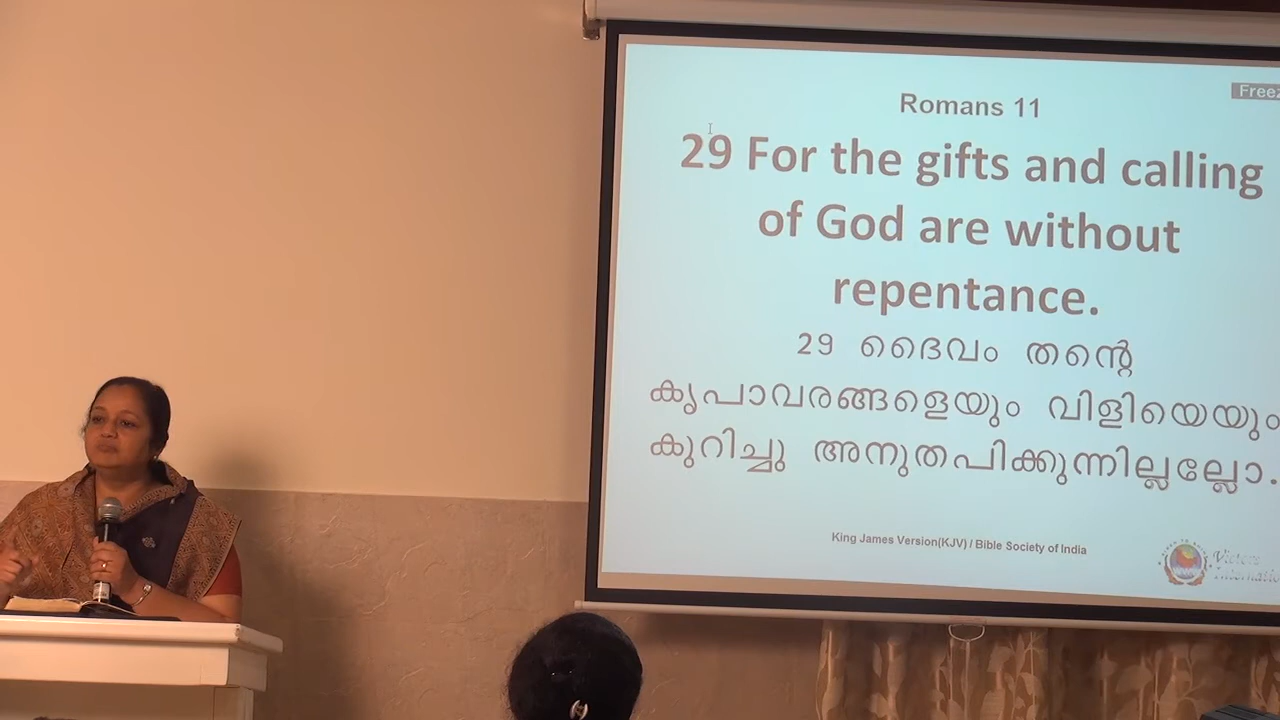 Freez
Romans 11
29 For the gifts and calling
of God are without
repentance.
29 ദൈവം തന്റെ
കൃപാവരങ്ങളെയും വിളിയെയും
കുറിച്ചു അനുതപിക്കുന്നില്ലല്ലോ.
King James Version(KJV) / Bible Society of India